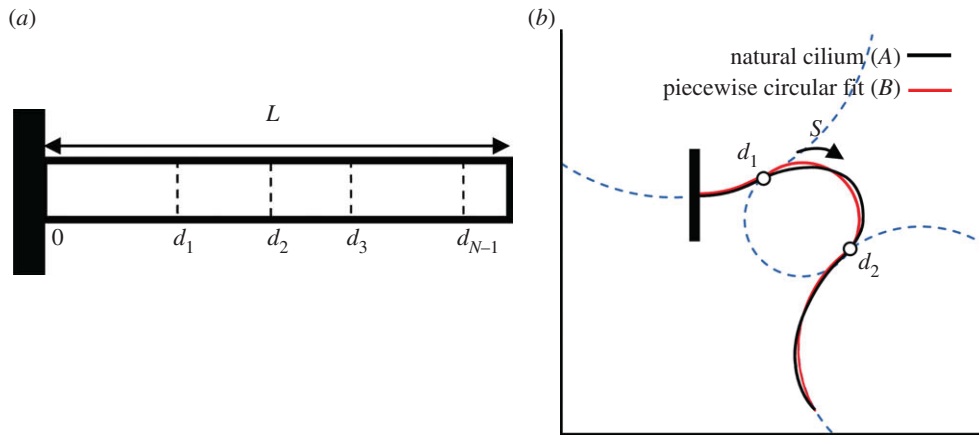 (a)
L
0 d1 d2 d3 dN–1
(b)
natural cilium (A)
piecewise circular fit (B)
S
d1
d2